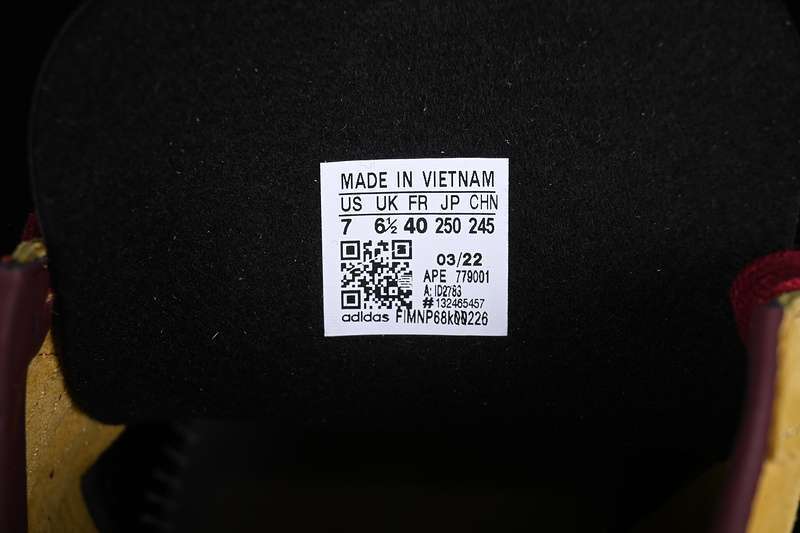 MADE IN VIETNAM
US UK FR JP CHN
7 6½ 40 250 245
03/22
APE 779001
A: ID2783
# 132465457
adidas